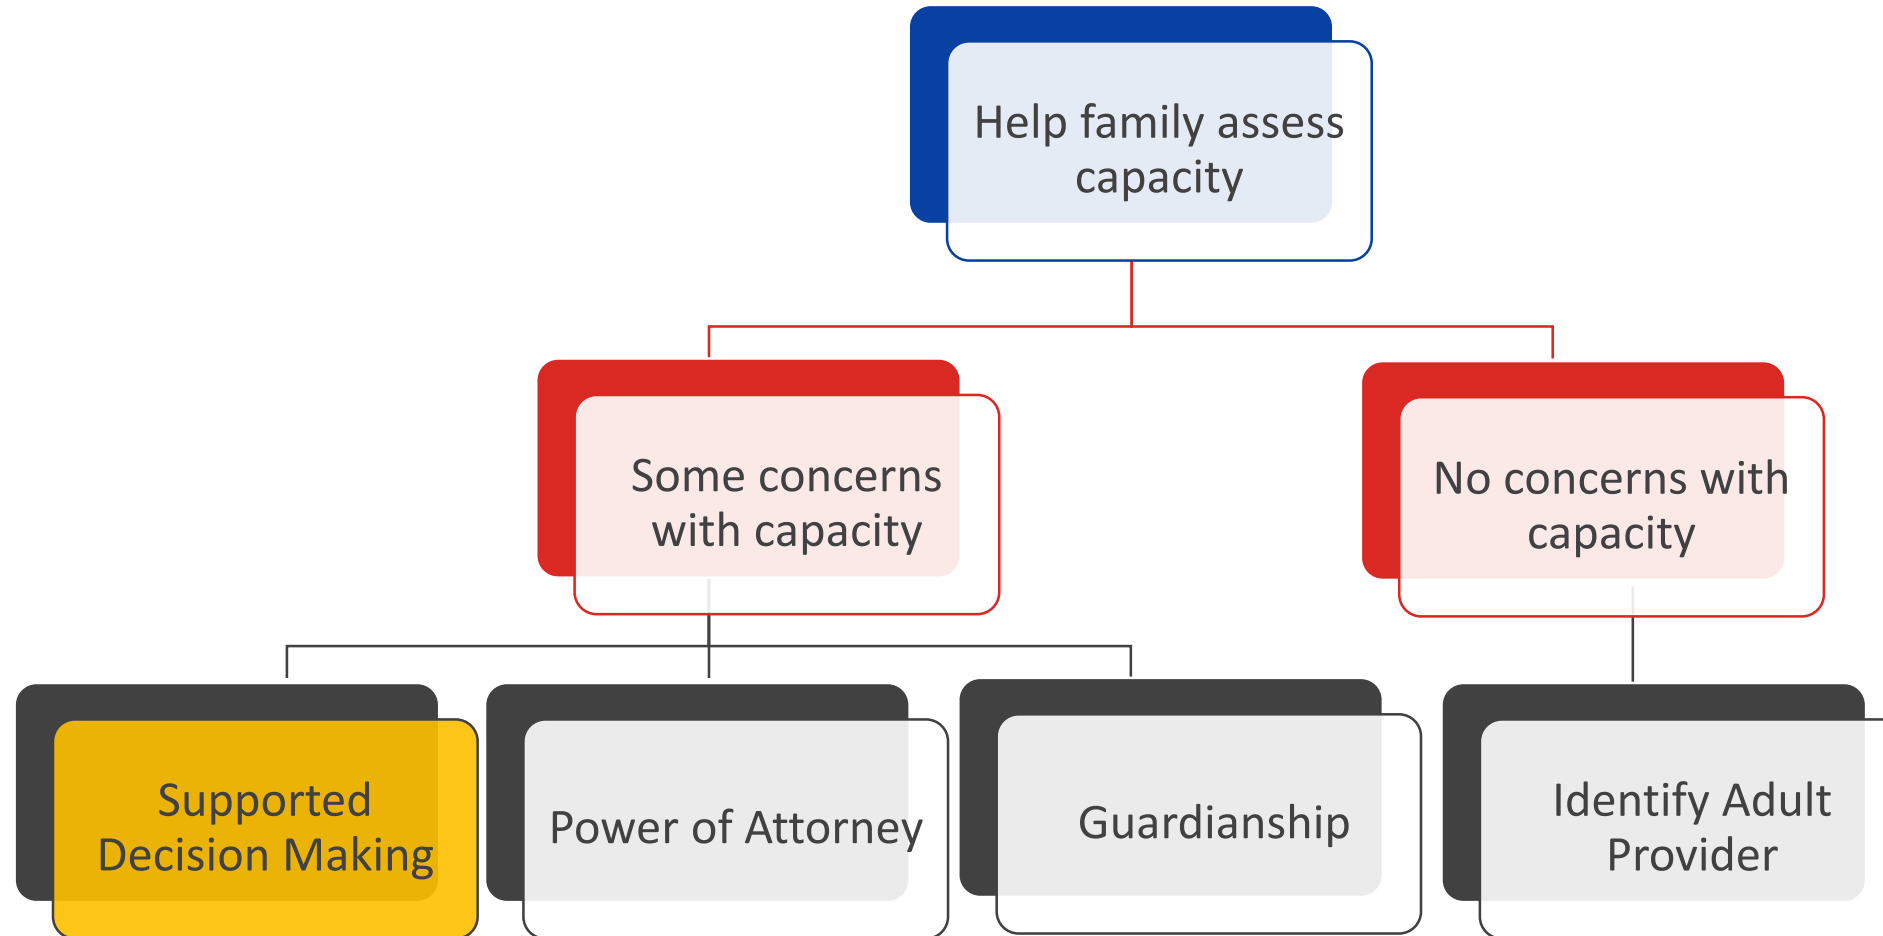 Help family assess
capacity
Some concerns
with capacity
No concerns with
capacity
Supported
Decision Making
Power of Attorney
Guardianship
Identify Adult
Provider